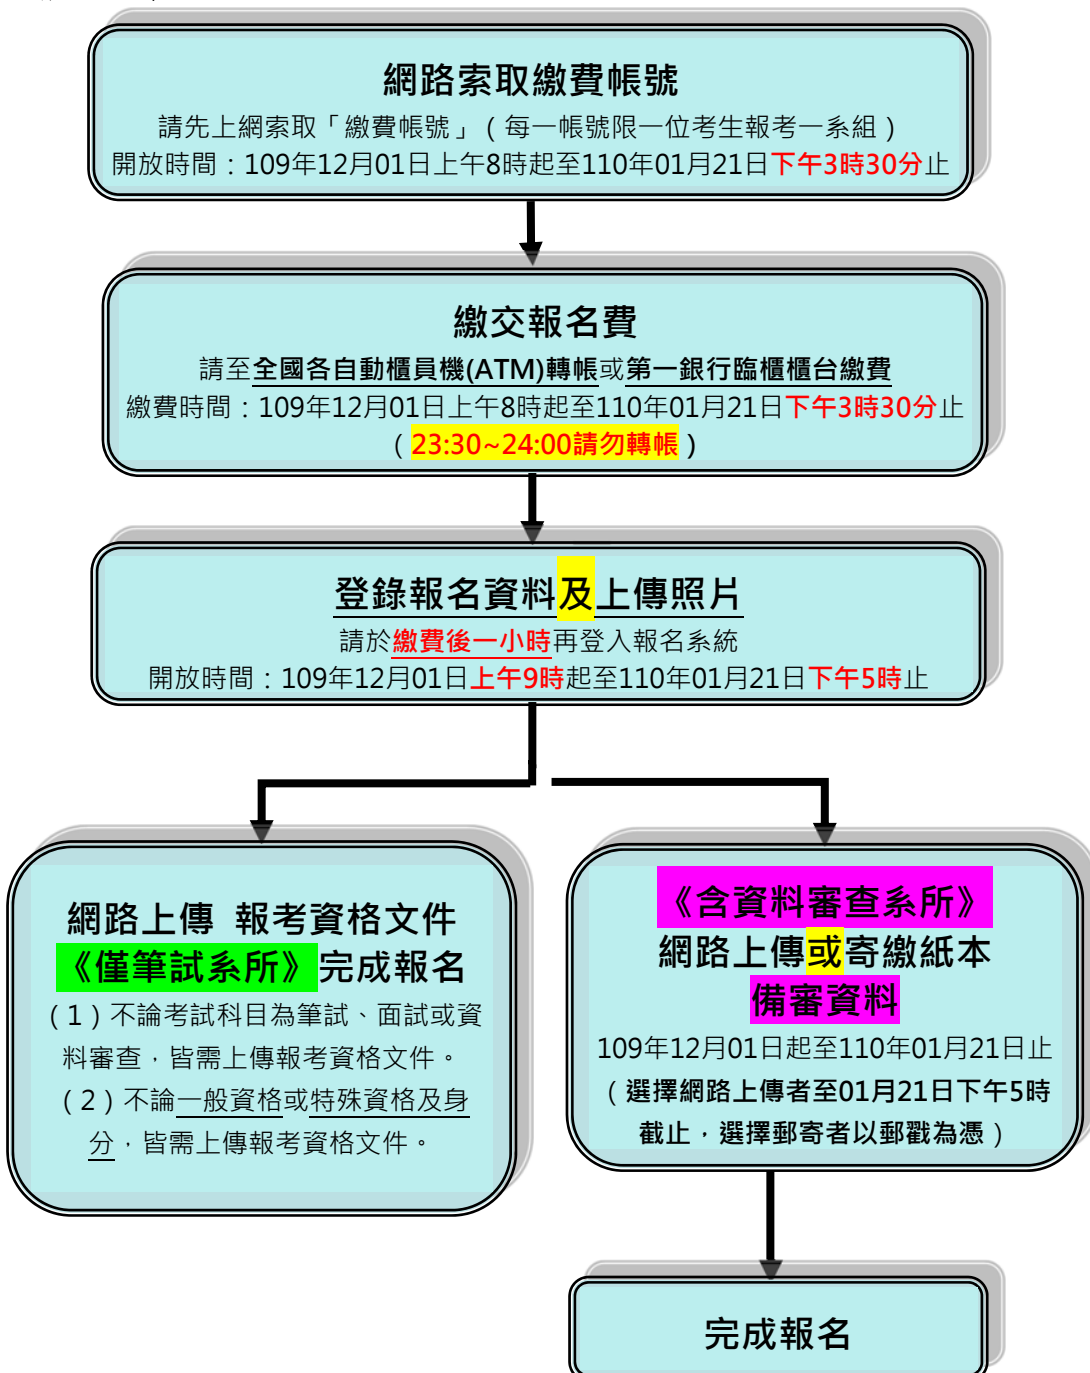 網路索取繳費帳號
請先上網索取「繳費帳號」(每一帳號限一位考生報考一系組)
開放時間：109年12月01日上午8時起至110年01月21日下午3時30分止
繳交報名費
請至全國各自動櫃員機(ATM)轉帳或第一銀行臨櫃櫃台繳費
繳費時間：109年12月01日上午8時起至110年01月21日下午3時30分止
(23:30~24:00請勿轉帳)
登錄報名資料及上傳照片
請於繳費後一小時再登入報名系統
開放時間：109年12月01日上午9時起至110年01月21日下午5時止
網路上傳 報考資格文件
《僅筆試系所》完成報名
(1)不論考試科目為筆試、面試或資
料審查，皆需上傳報考資格文件。
(2)不論一般資格或特殊資格及身
分，皆需上傳報考資格文件。
《含資料審查系所》
網路上傳或寄繳紙本
備審資料
109年12月01日起至110年01月21日止
(選擇網路上傳者至01月21日下午5時
截止，選擇郵寄者以郵戳為憑)
完成報名